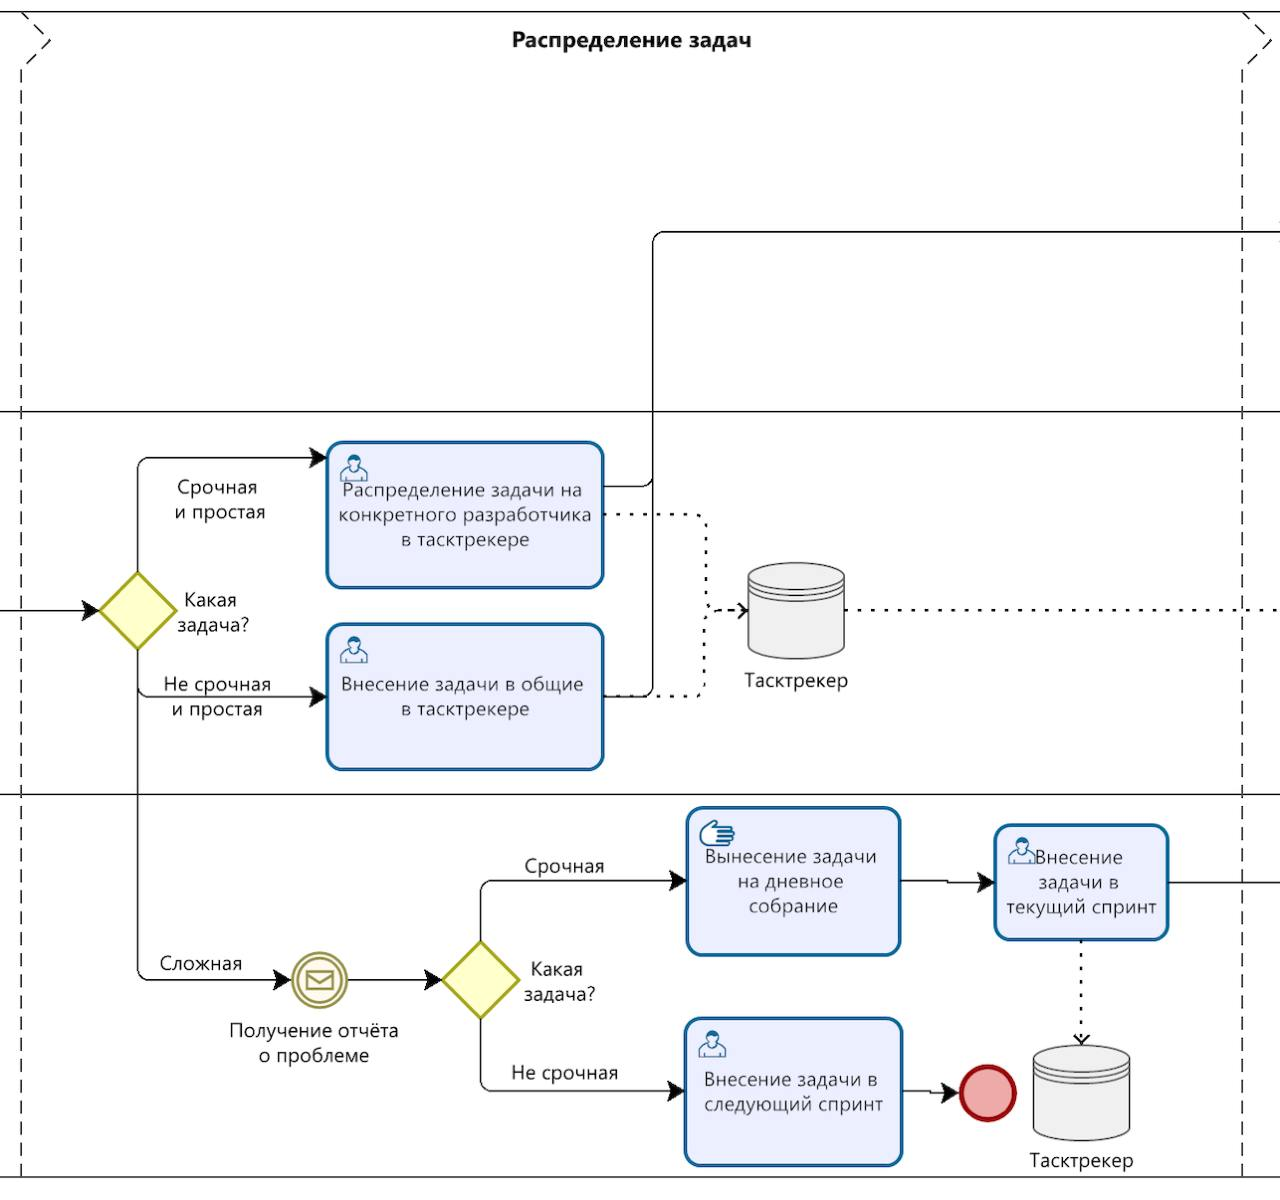 Распределение задач
Срочная
и простая
Распределение задачи на
конкретного разработчика
в тасктрекере
Какая
задача?
Не срочная
и простая
Внесение задачи в общие
в тасктрекере
Тасктрекер
Сложная
Получение отчёта
о проблеме
Какая
задача?
Срочная
Вынесение задачи
на дневное
собрание
Внесение
задачи в
текущий спринт
Не срочная
Внесение задачи в
следующий спринт
Тасктрекер